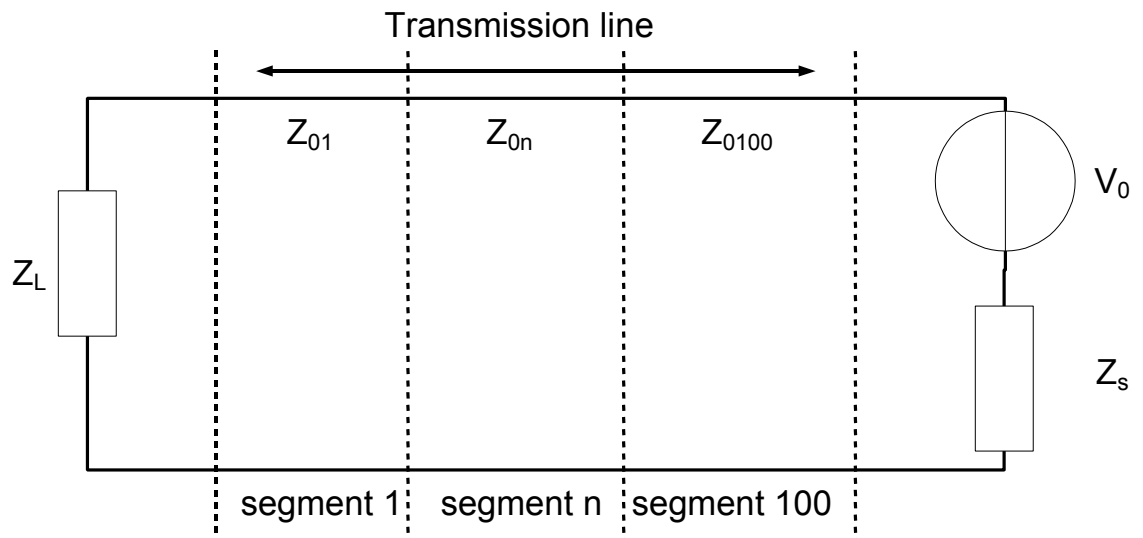 Transmission line
Z01 Z0n Z0100
V0
ZL
Zs
segment 1 segment n segment 100